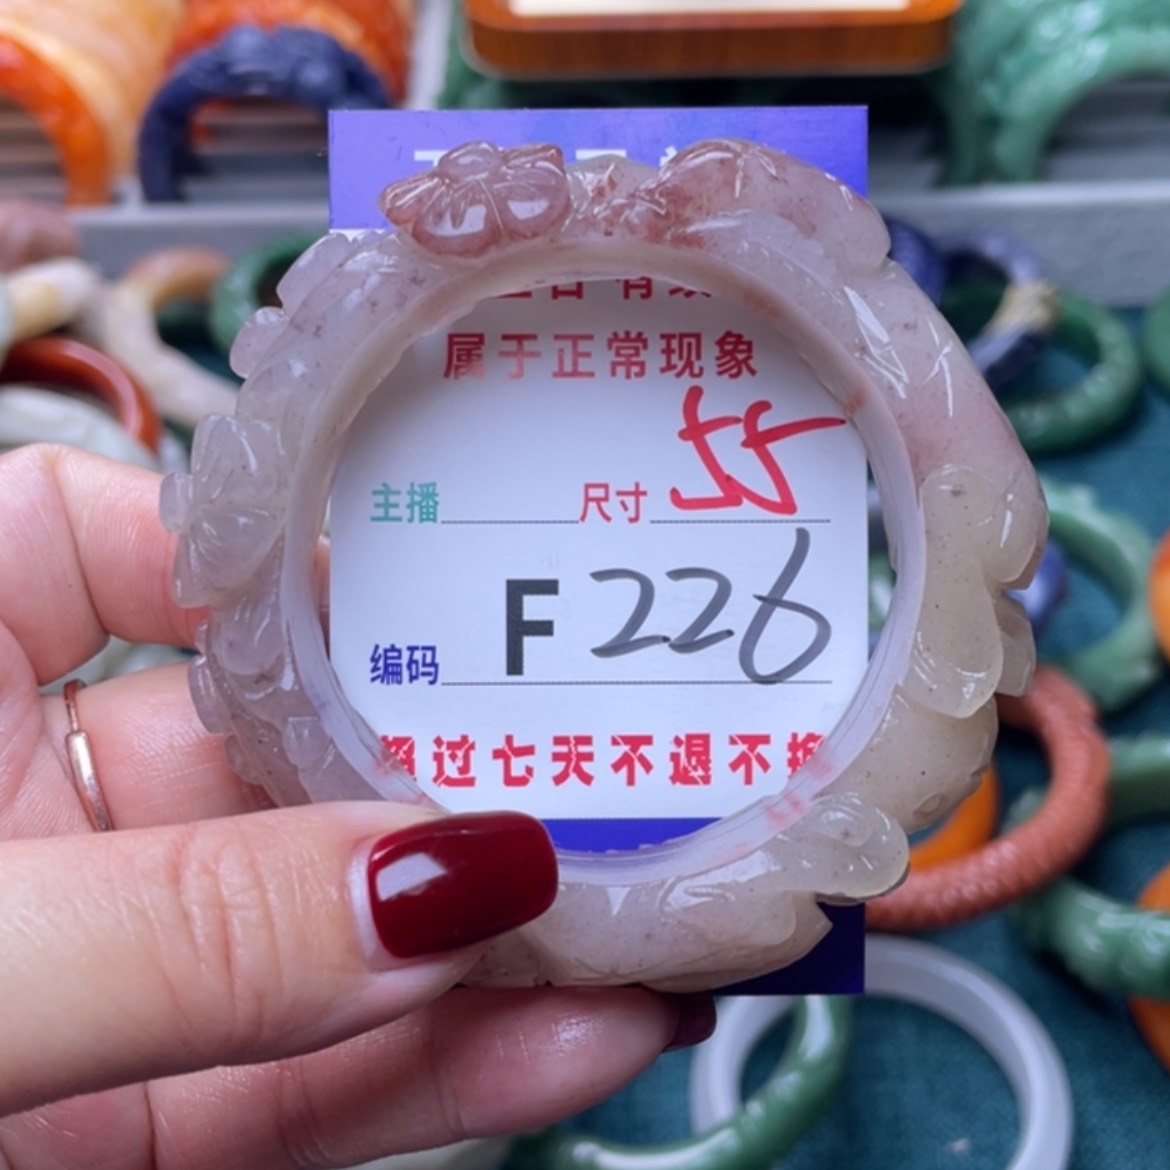 属于正常现象
主播 尺寸 55
编码 F 226
超过七天不退不换